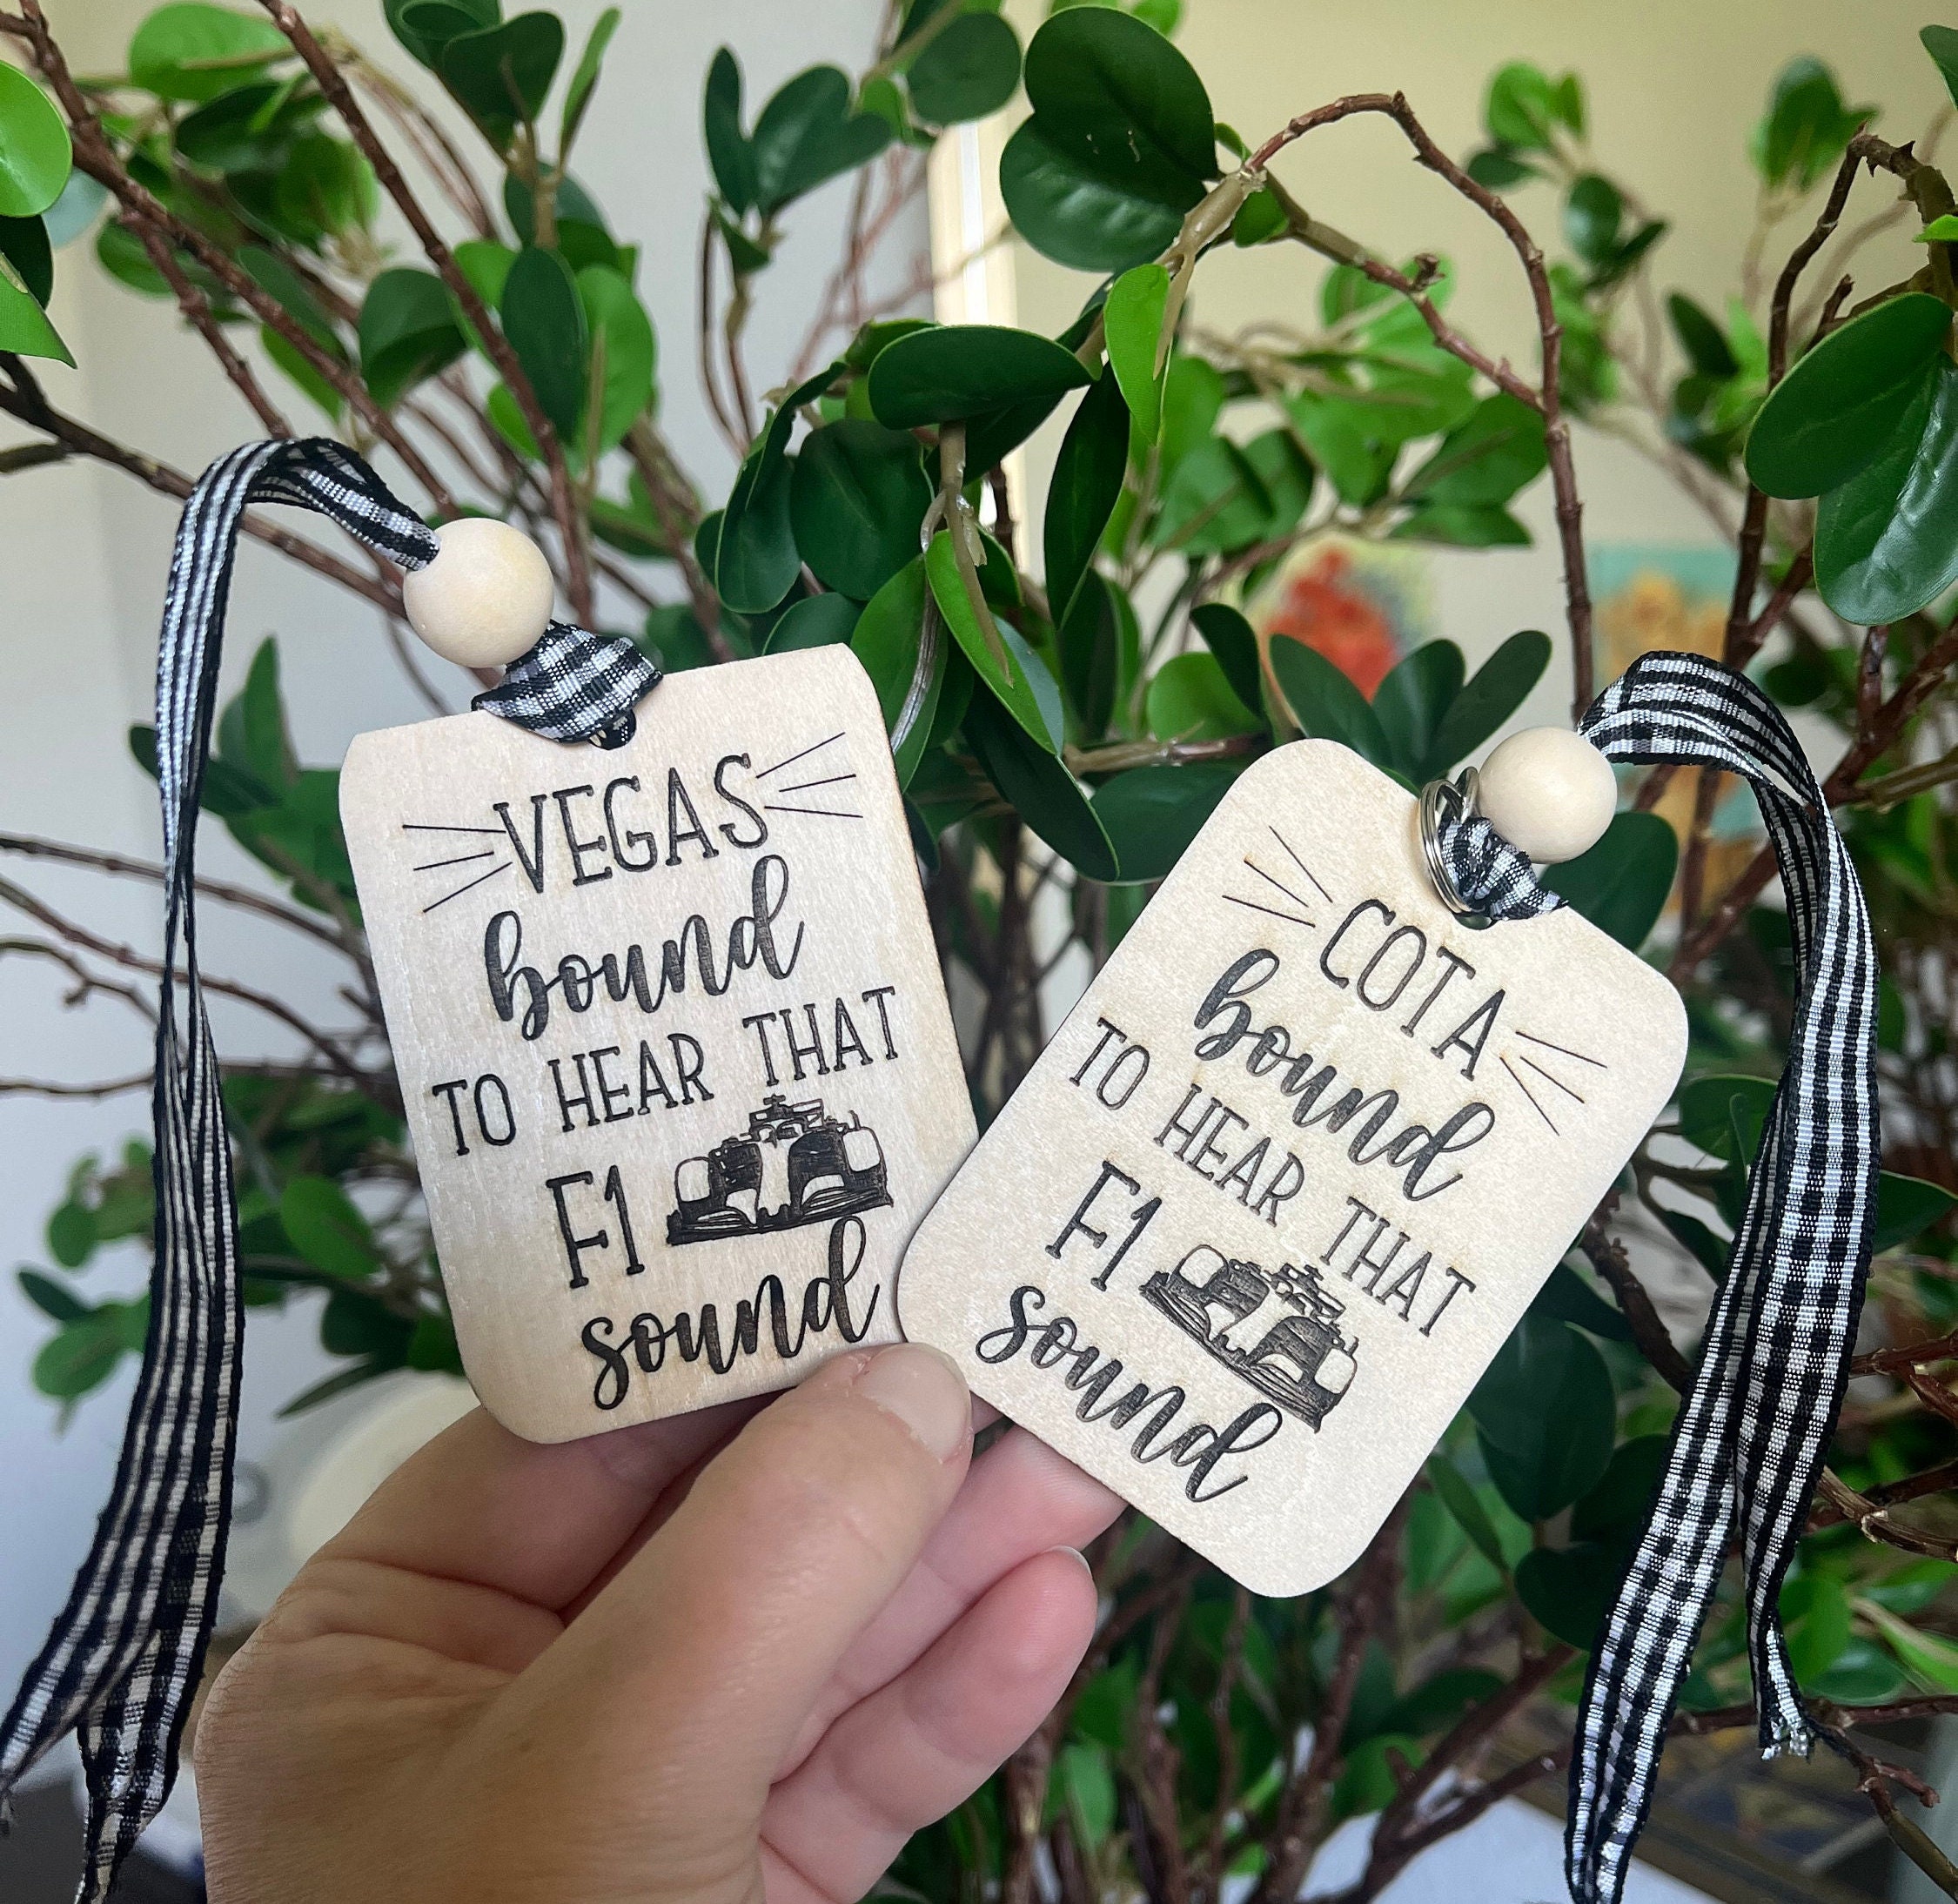 VEGAS
bound
TO HEAR THAT
F1
sound
COTA
bound
TO HEAR THAT
F1
sound